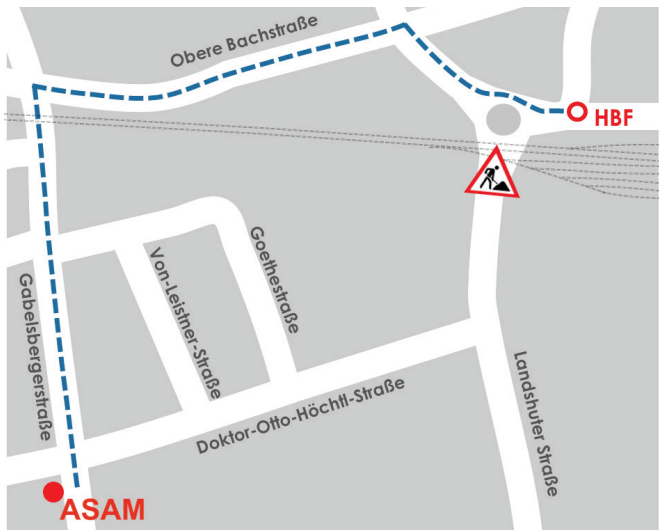 Obere Bachstraße
HBF
Goethestraße
Von-Leistner-Straße
Gabelsbergerstraße
Landshuter Straße
Doktor-Otto-Höchtl-Straße
ASAM